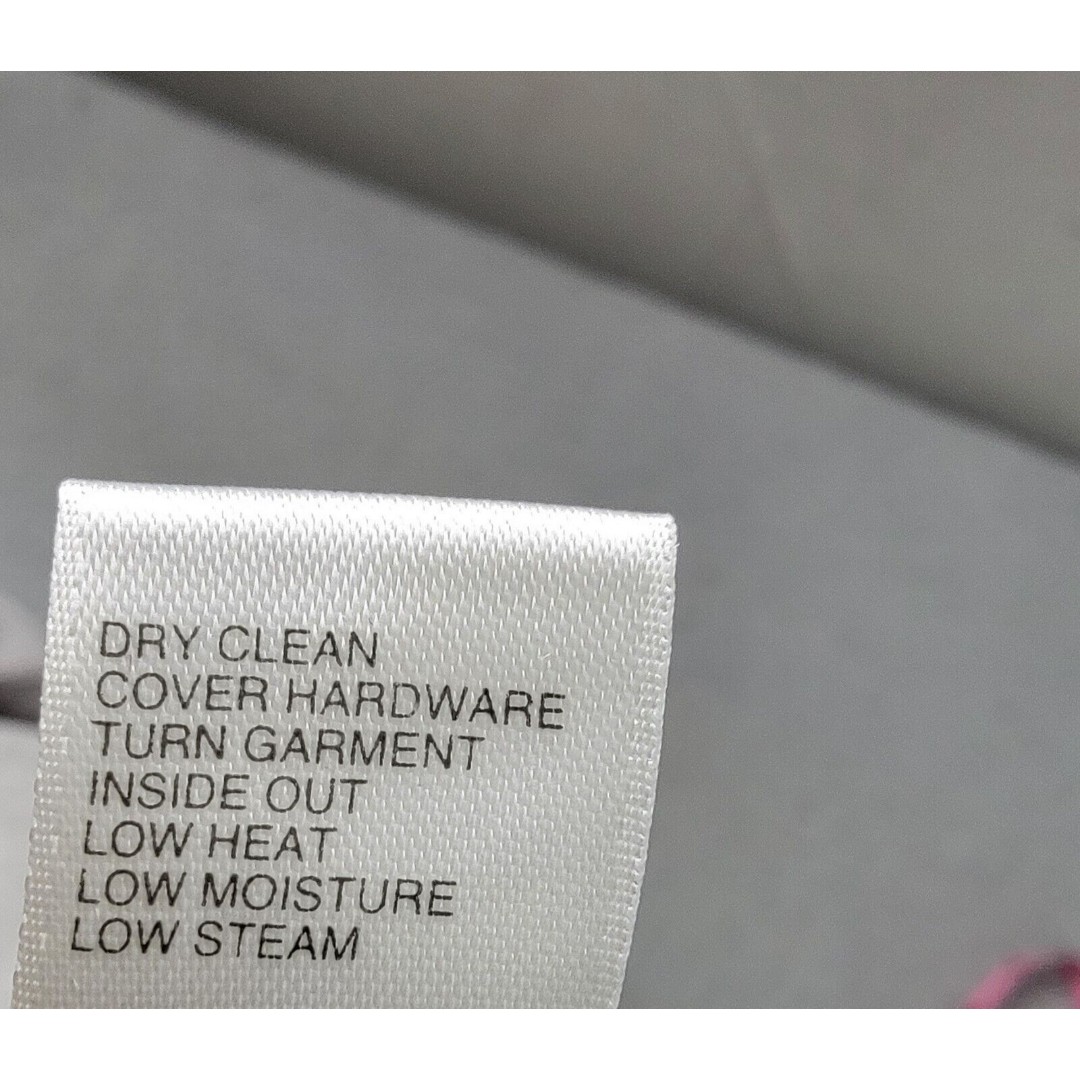 DRY CLEAN
COVER HARDWARE
TURN GARMENT
INSIDE OUT
LOW HEAT
LOW MOISTURE
LOW STEAM